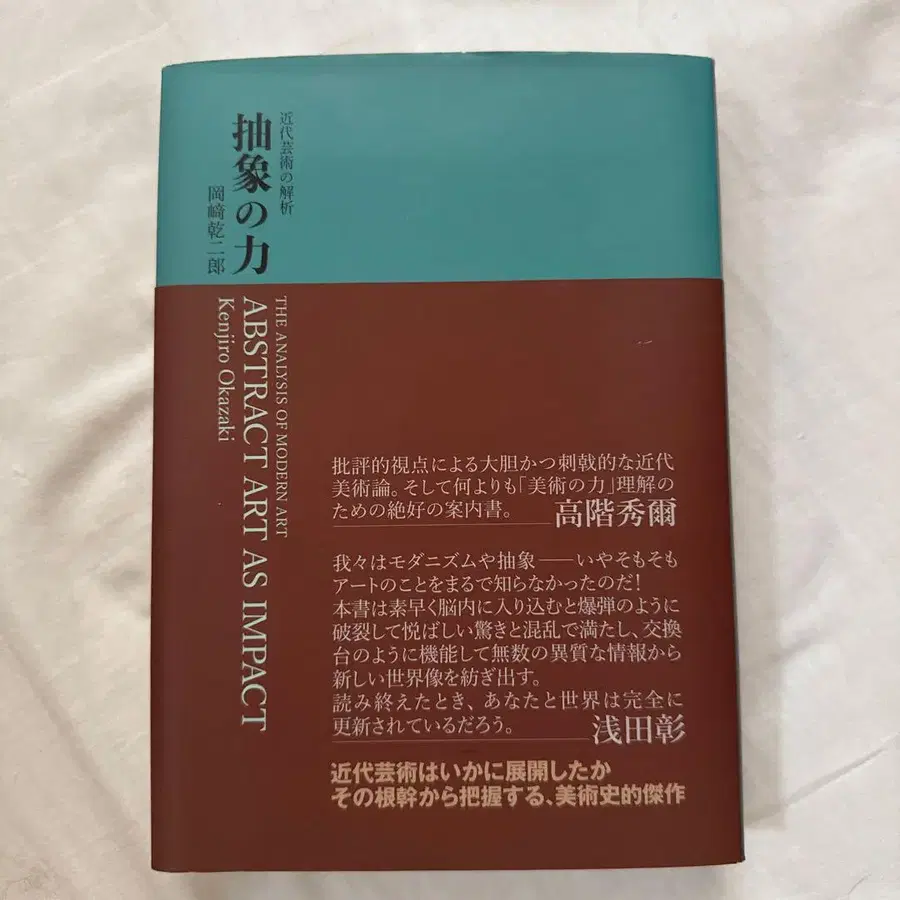 近代芸術の解析
抽象の力
岡﨑乾二郎
THE ANALYSIS OF MODERN ART
ABSTRACT ART AS IMPACT
Kenjiro Okazaki
批評的視点による大胆かつ刺戟的な近代
美術論。そして何よりも「美術の力」理解の
ための絶好の案内書。
高階秀爾
我々はモダニズムや抽象――いやそもそも
アートのことをまるで知らなかったのだ!
本書は素早く脳内に入り込むと爆弾のように
破裂して悦ばしい驚きと混乱で満たし、交換
台のように機能して無数の異質な情報から
新しい世界像を紡ぎ出す。
読み終えたとき、あなたと世界は完全に
更新されているだろう。
浅田彰
近代芸術はいかに展開したか
その根幹から把握する、美術史的傑作